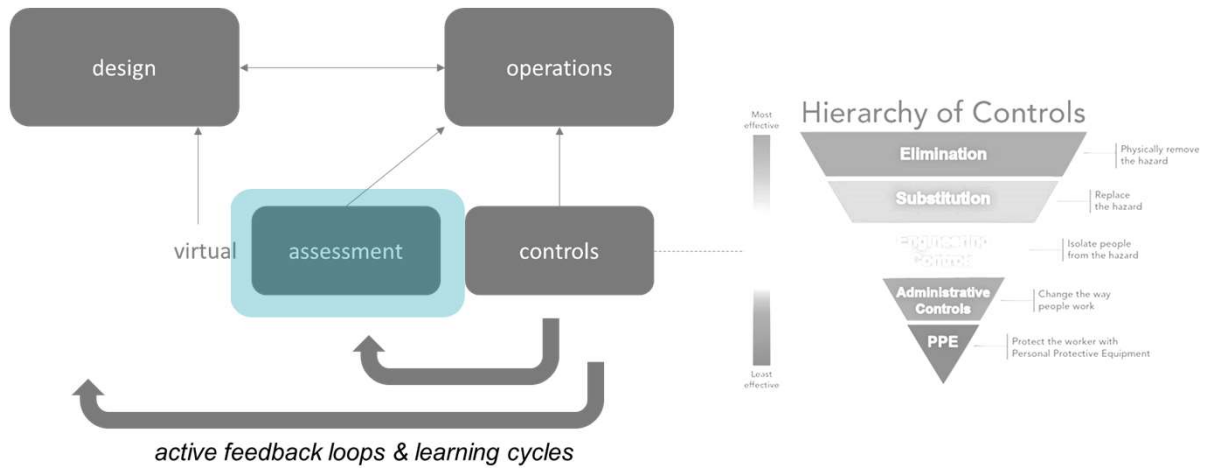 design
operations
virtual
assessment
controls
active feedback loops & learning cycles
Most
effective
Hierarchy of Controls
Elimination
Physically remove
the hazard
Substitution
Replace
the hazard
Engineering
Controls
Isolate people
from the hazard
Administrative
Controls
Change the way
people work
PPE
Protect the worker with
Personal Protective Equipment
Least
effective